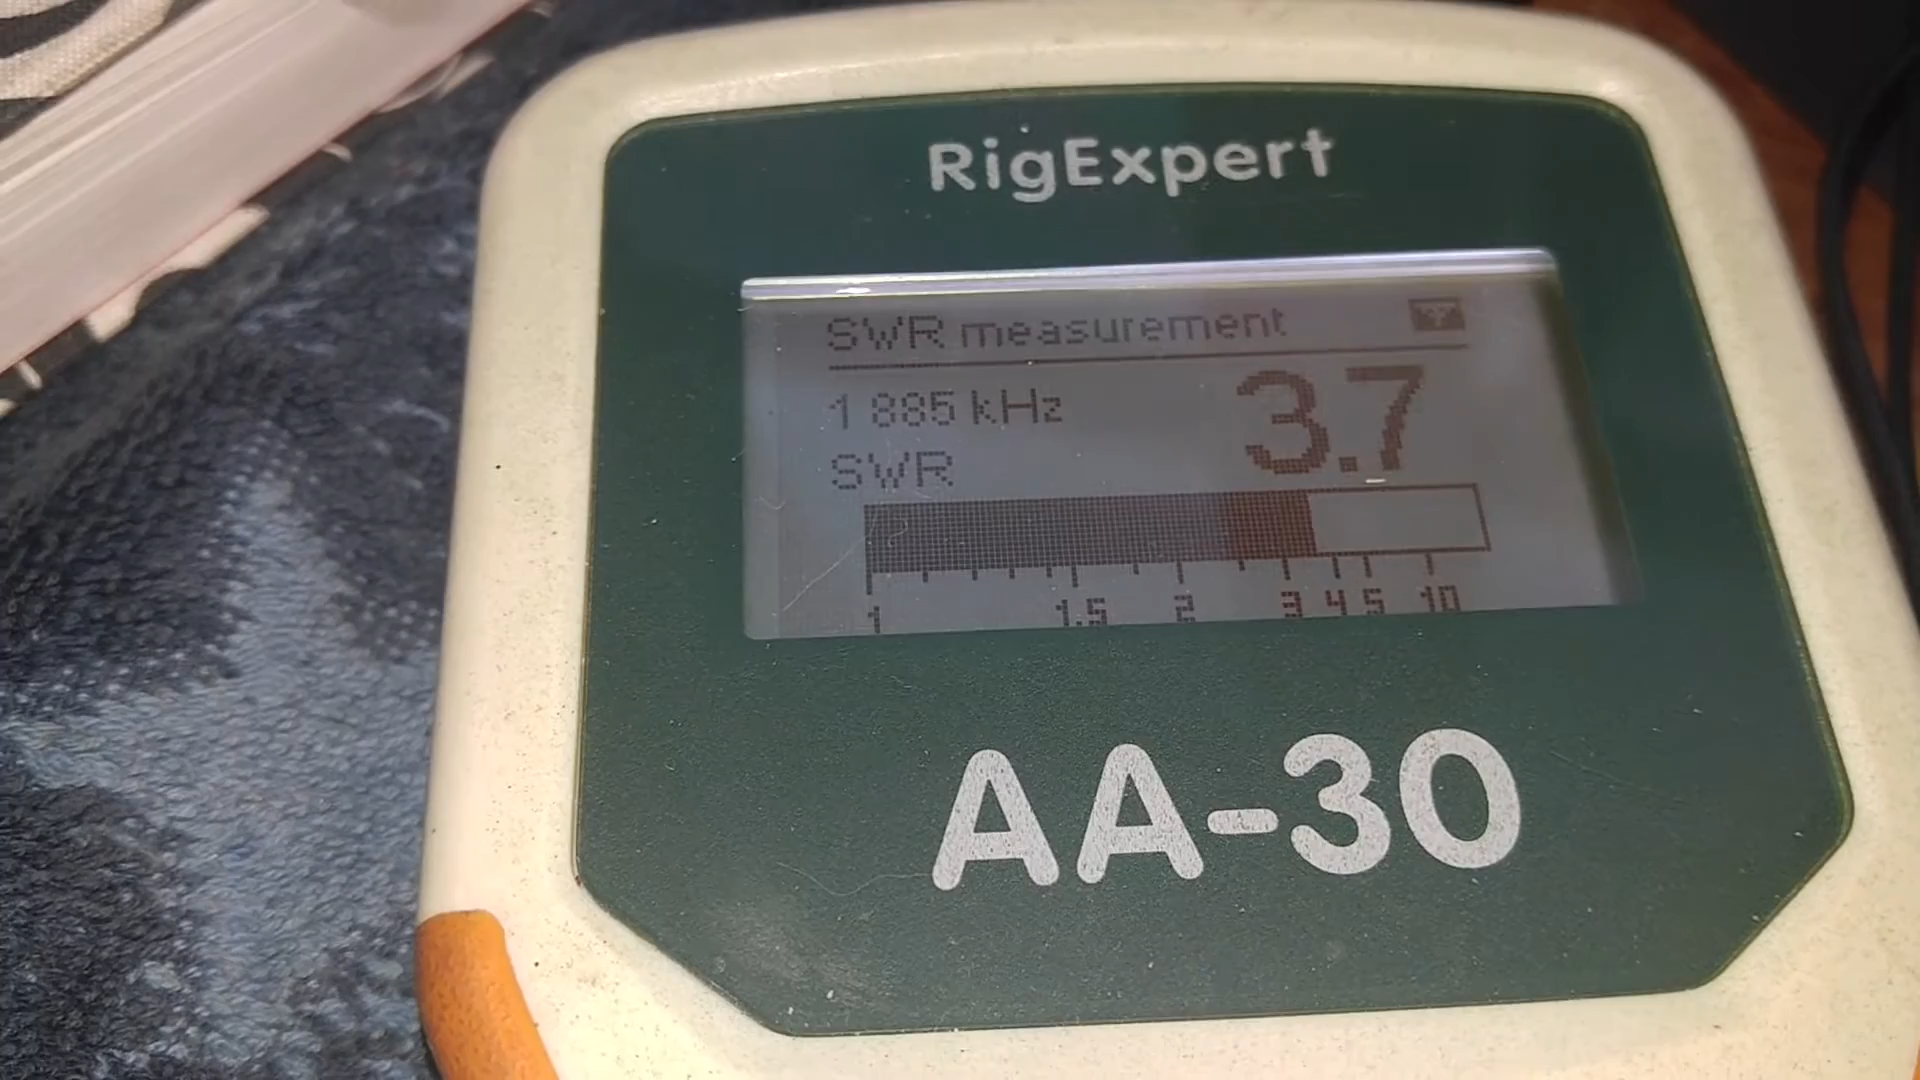 RigExpert
SWR measurement
1 885 kHz
3.7
SWR
1 1.5 2 3 4 5 10
AA-30